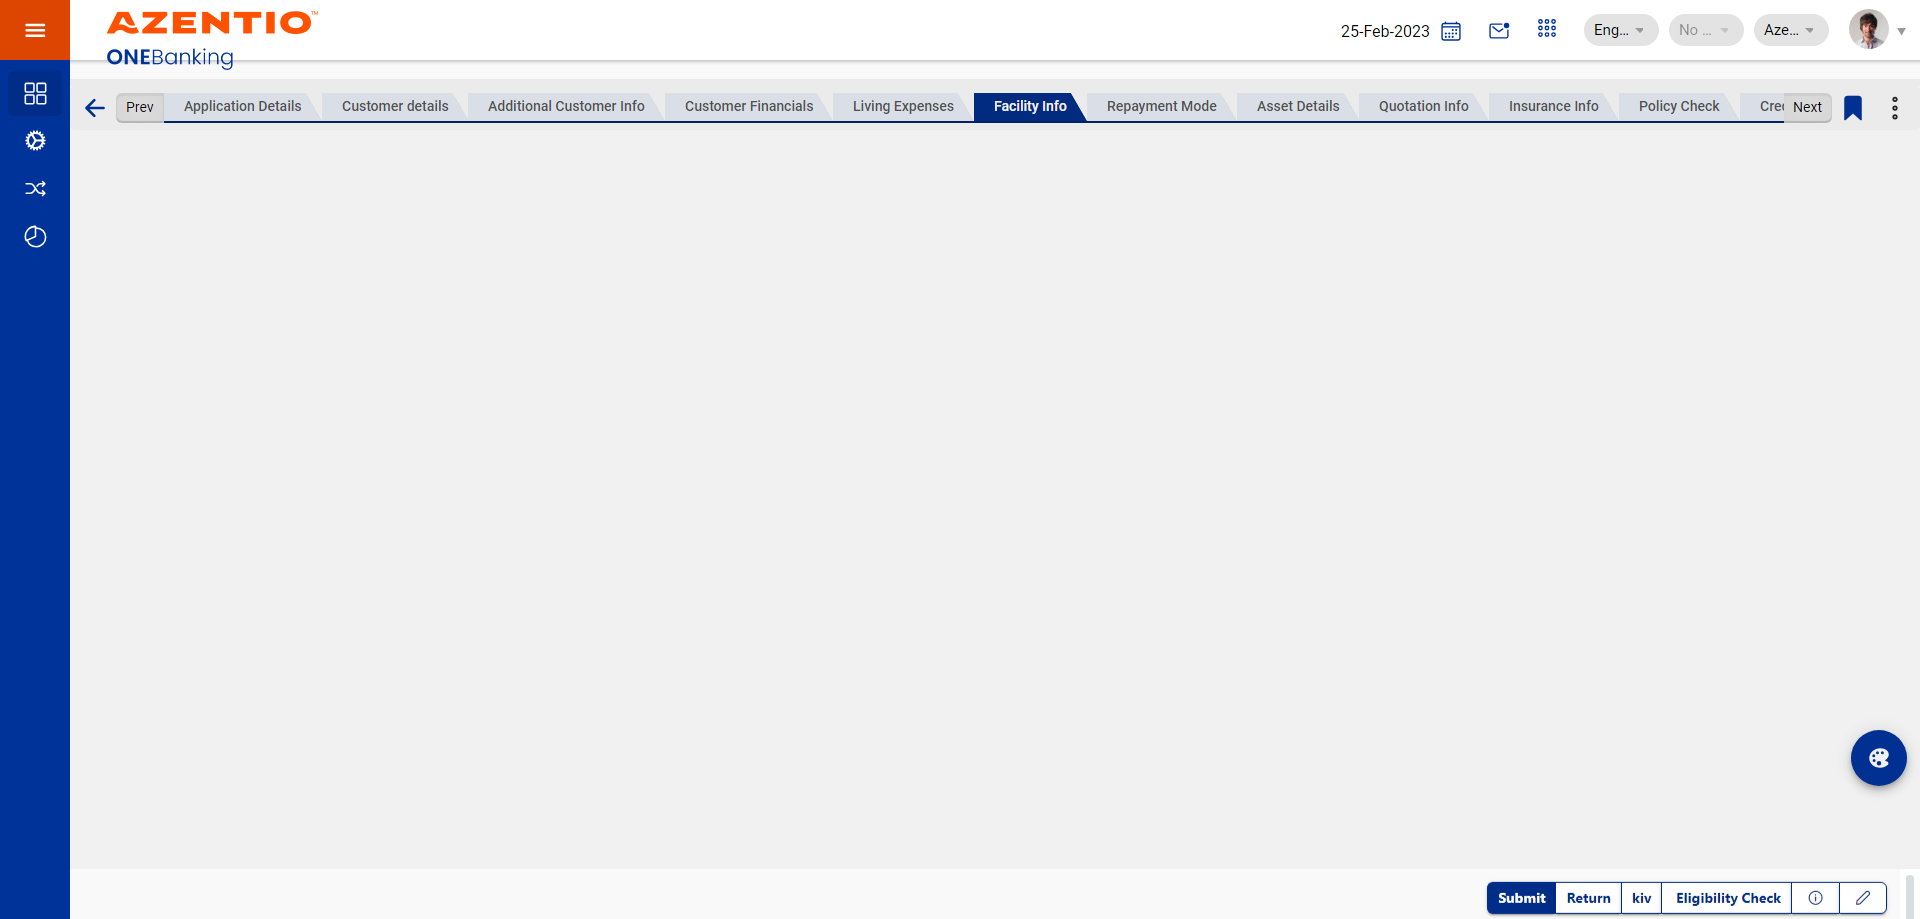 AZENTIO™
ONEBanking
25-Feb-2023
Eng...
No ...
Aze...
Prev
Application Details
Customer details
Additional Customer Info
Customer Financials
Living Expenses
Facility Info
Repayment Mode
Asset Details
Quotation Info
Insurance Info
Policy Check
Next
Submit
Return
kiv
Eligibility Check